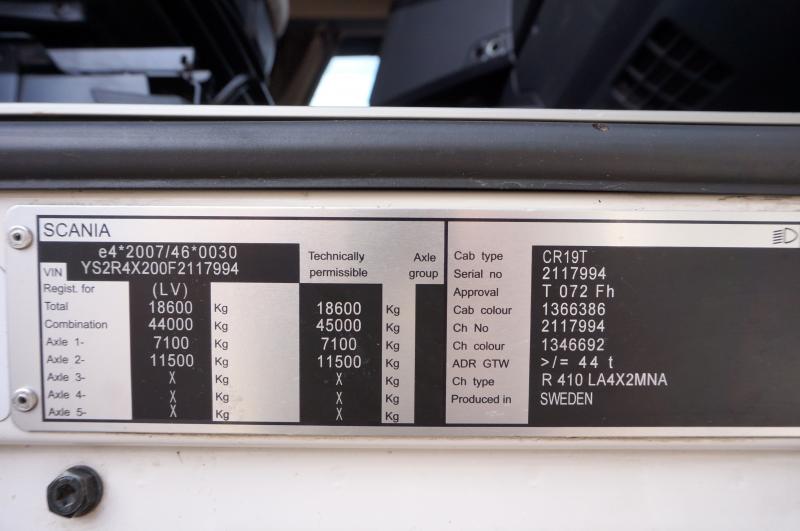 SCANIA
e4*2007/46*0030
VIN YS2R4X200F2117994
Technically permissible
Axle group
Regist. for (LV)
Total 18600 Kg 18600 Kg
Combination 44000 Kg 45000 Kg
Axle 1- 7100 Kg 7100 Kg
Axle 2- 11500 Kg 11500 Kg
Axle 3- X Kg X Kg
Axle 4- X Kg X Kg
Axle 5- X Kg X Kg
Cab type CR19T
Serial no 2117994
Approval T 072 Fh
Cab colour 1366386
Ch No 2117994
Ch colour 1346692
ADR GTW >/= 44 t
Ch type R 410 LA4X2MNA
Produced in SWEDEN